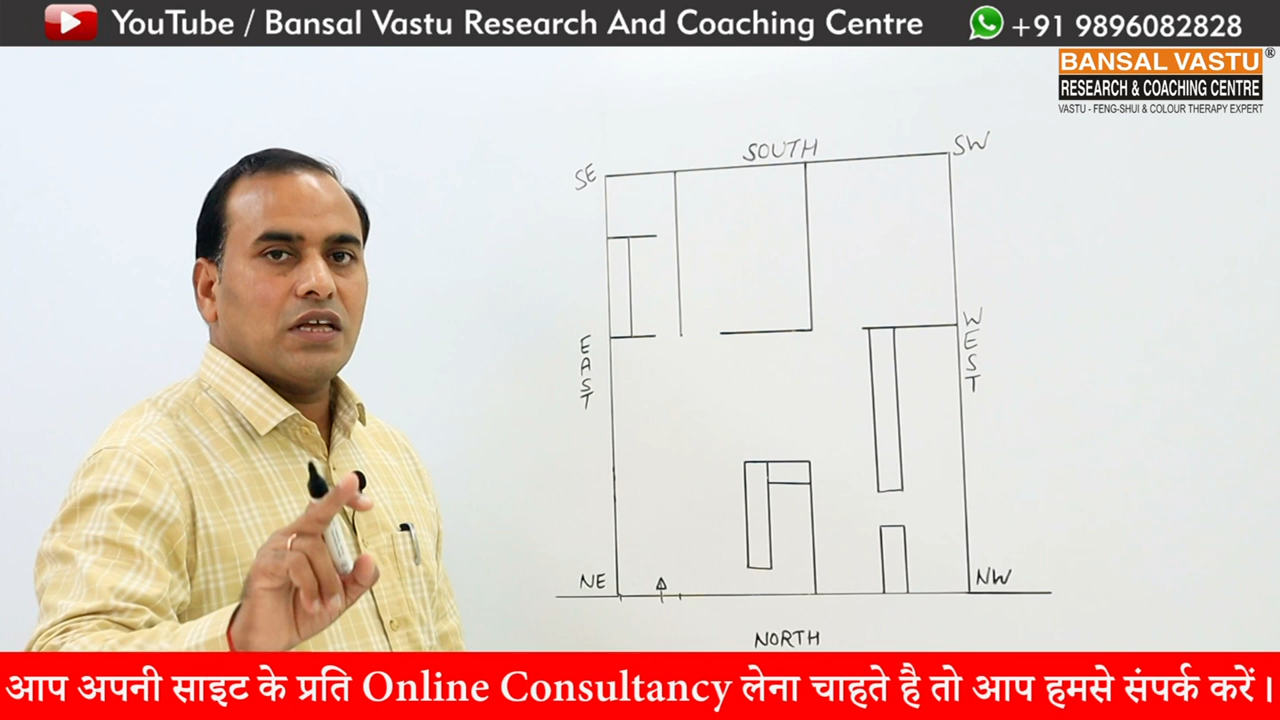 YouTube / Bansal Vastu Research And Coaching Centre
+91 9896082828
BANSAL VASTU®
RESEARCH & COACHING CENTRE
VASTU - FENG-SHUI & COLOUR THERAPY EXPERT
SE
SOUTH
SW
EAST
WEST
NE
NW
NORTH
आप अपनी साइट के प्रति Online Consultancy लेना चाहते है तो आप हमसे संपर्क करें।